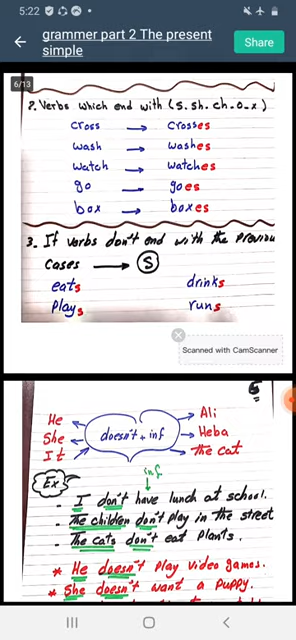 5:22
grammer part 2 The present
simple
Share
6/13
2. Verbs which end with (s. sh. ch. o. x)
cross → crosses
wash → washes
watch → watches
go → goes
box → boxes
3. If verbs don't end with the previou
cases → S
eats drinks
plays runs
Scanned with CamScanner
He Ali
She doesn't + inf Heba
It the cat
inf
Ex
. I don't have lunch at school.
. The children don't play in the street
. The cats don't eat plants.
* He doesn't play video games.
* She doesn't want a puppy.